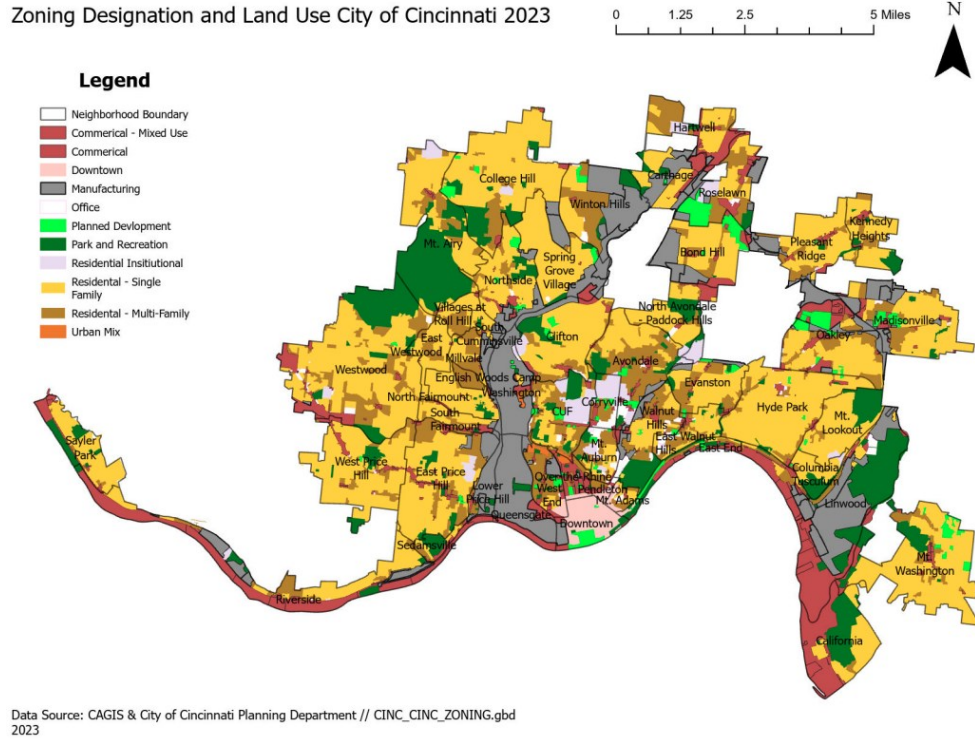 Zoning Designation and Land Use City of Cincinnati 2023
0 1.25 2.5 5 Miles
N
Legend
Neighborhood Boundary
Commerical - Mixed Use
Commerical
Downtown
Manufacturing
Office
Planned Devlopment
Park and Recreation
Residential Insitiutional
Residential - Single
Family
Residential - Multi-Family
Urban Mix
Hartwell
Carthage
College Hill
Roselawn
Winton Hills
Kennedy
Heights
Mt. Airy
Pleasant
Ridge
Bond Hill
Spring
Grove
Village
Northside
Villages at
Roll Hill
North Avondale
Paddock Hills
Madisonville
South
Cumminsville
Clifton
Oakley
East
Westwood
Millvale
Avondale
Westwood
English Woods
Camp
Washington
Evanston
North Fairmount
Corryville
Hyde Park
CUF
Walnut
Hills
Mt.
Lookout
South
Fairmount
East Walnut
Hills
East End
Mt.
Auburn
Sayler
Park
West Price
Hill
East Price
Hill
Columbia
Tusculum
Over-the-Rhine
Pendleton
Lower
Price Hill
West
End
Mt. Adams
Linwood
Queensgate
Downtown
Sedamsville
Mt.
Washington
Riverside
California
Data Source: CAGIS & City of Cincinnati Planning Department // CINC_CINC_ZONING.gbd
2023